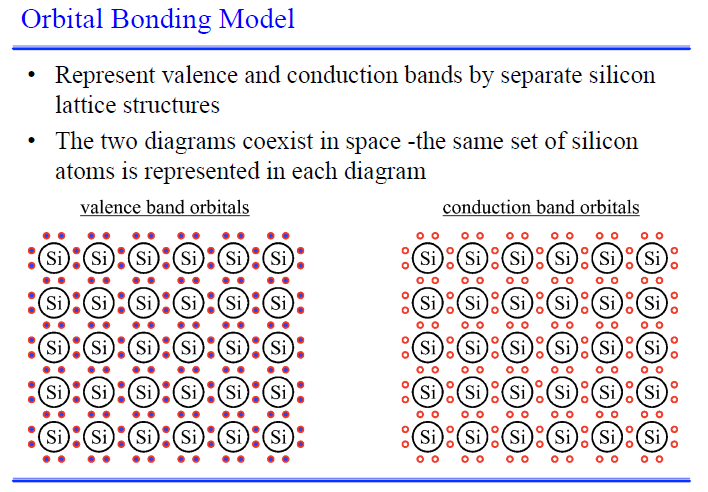 Orbital Bonding Model
• Represent valence and conduction bands by separate silicon
lattice structures
• The two diagrams coexist in space -the same set of silicon
atoms is represented in each diagram
valence band orbitals
conduction band orbitals
Si Si Si Si Si Si Si Si Si Si Si Si
Si Si Si Si Si Si Si Si Si Si Si Si
Si Si Si Si Si Si Si Si Si Si Si Si
Si Si Si Si Si Si Si Si Si Si Si Si
Si Si Si Si Si Si Si Si Si Si Si Si